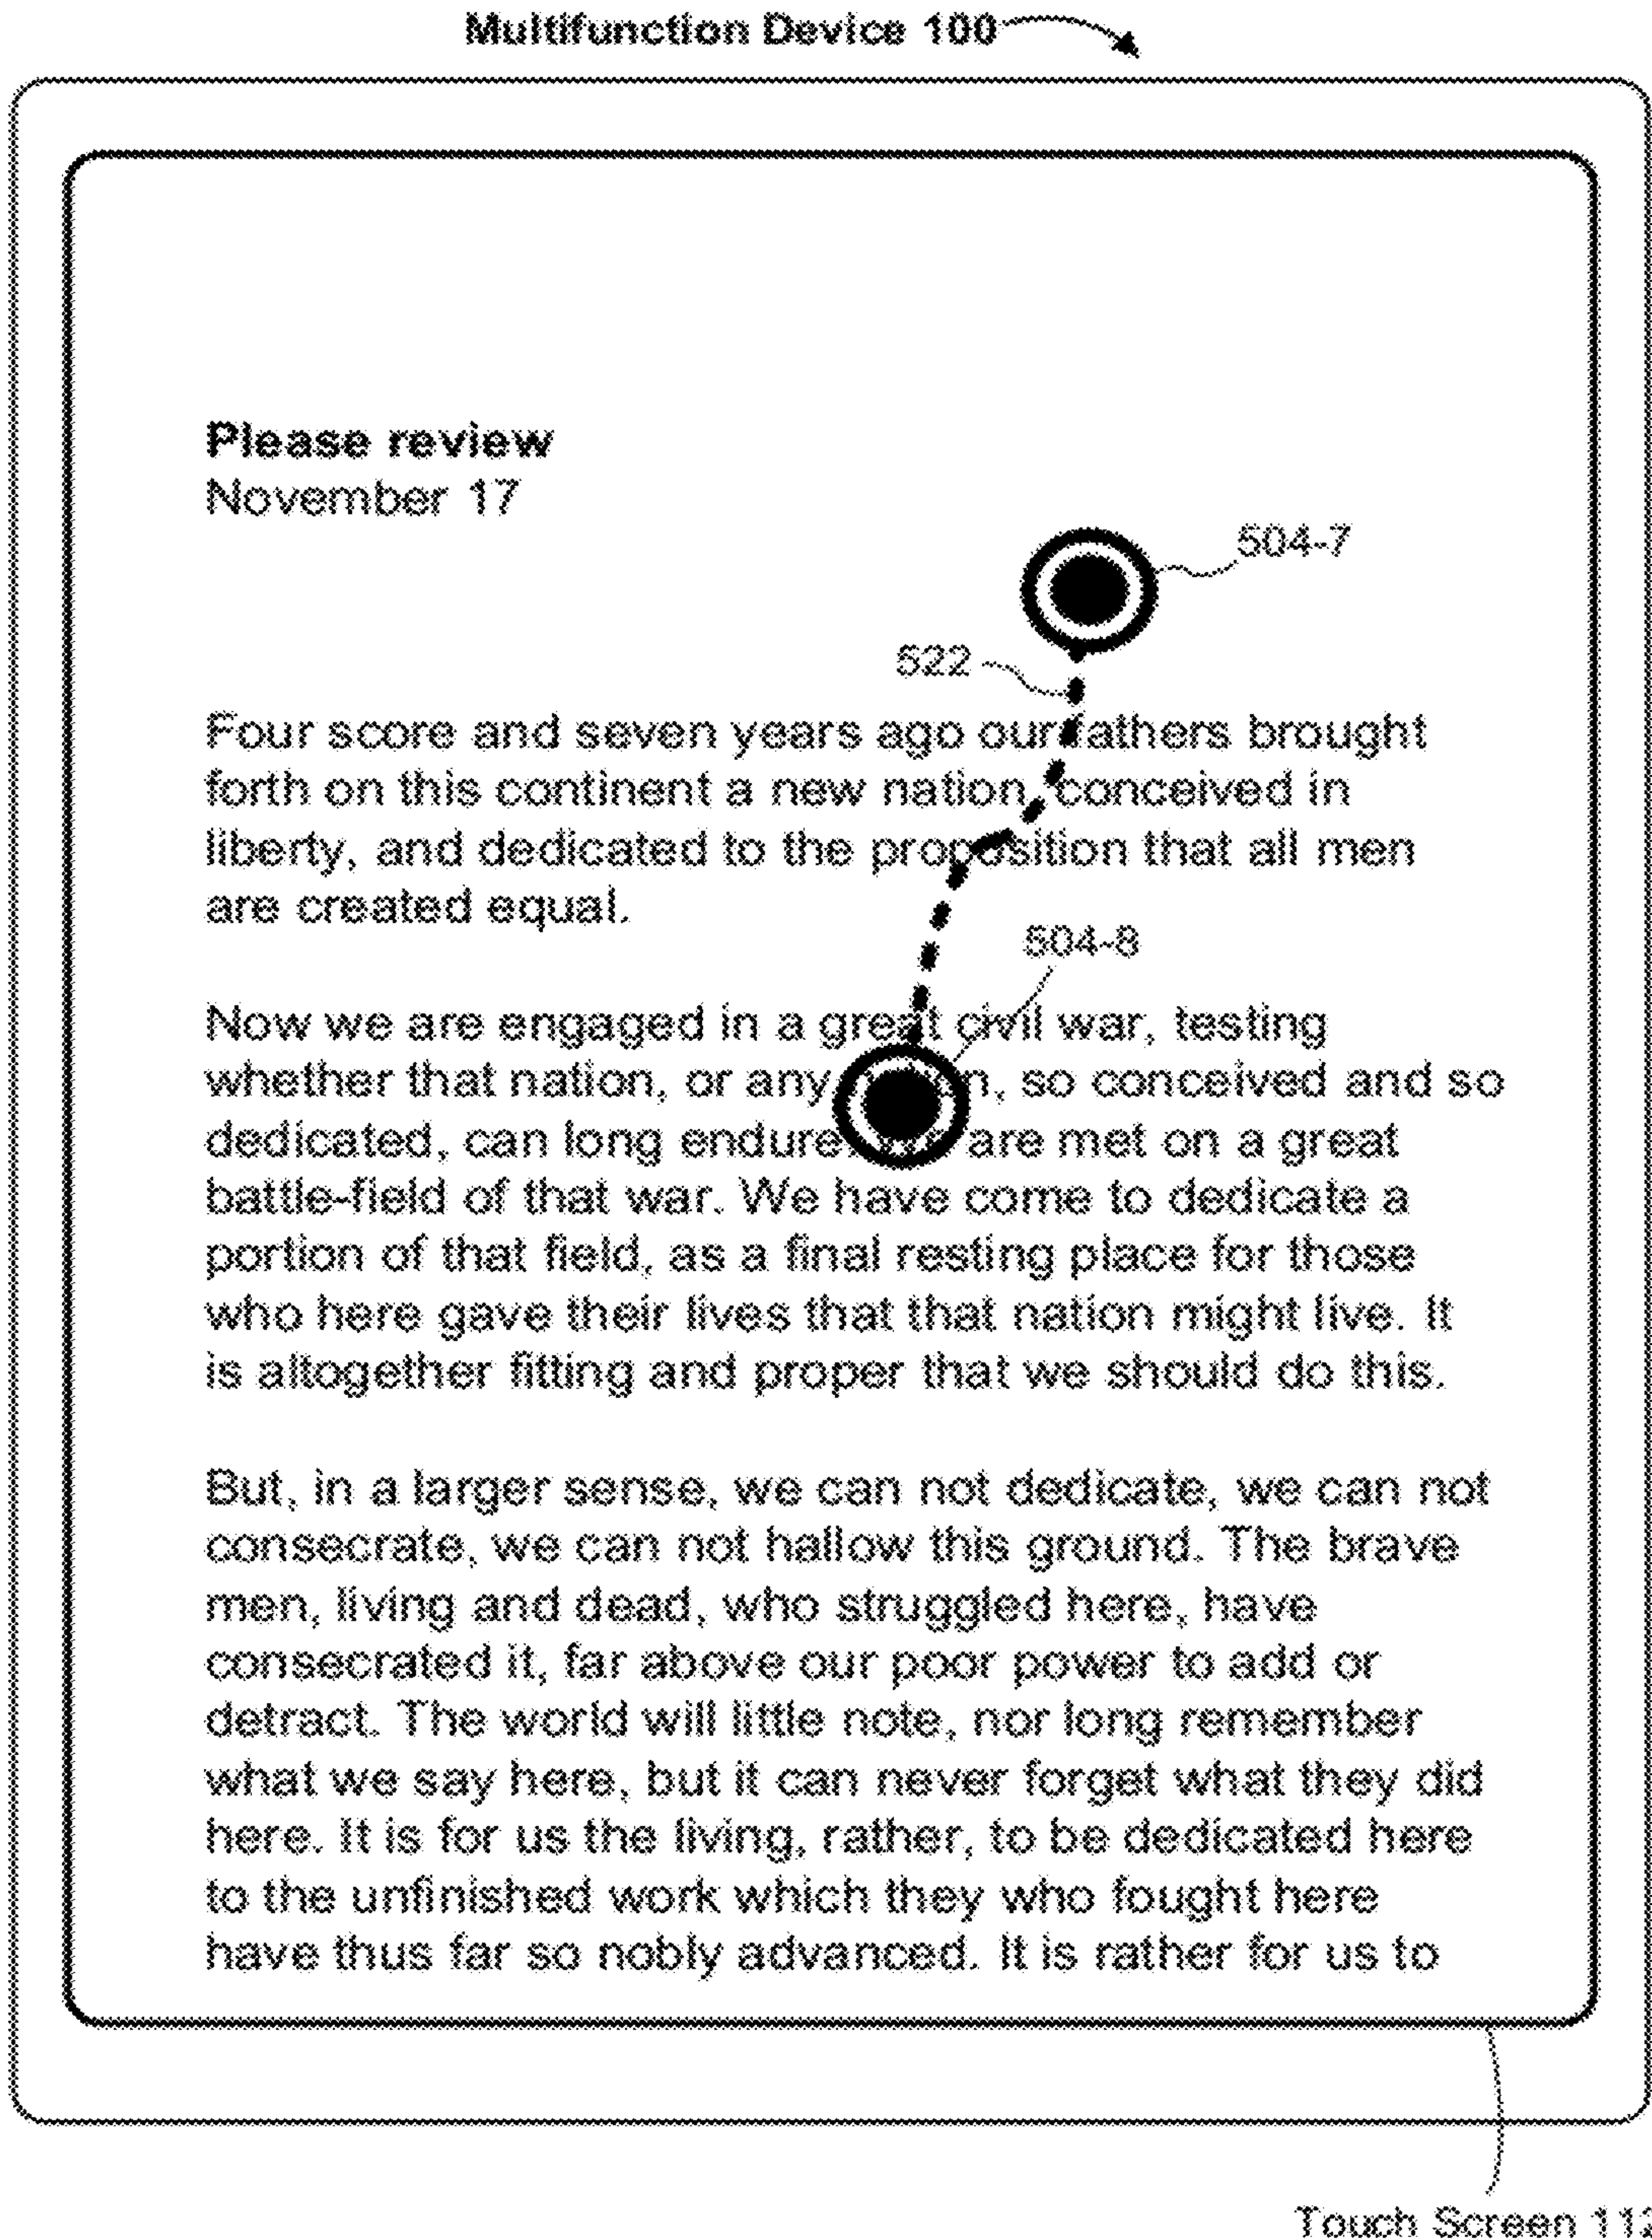 Multifunction Device 100
Please review
November 17
504-7
522
Four score and seven years ago our fathers brought
forth on this continent a new nation, conceived in
liberty, and dedicated to the proposition that all men
are created equal.
504-8
Now we are engaged in a great civil war, testing
whether that nation, or any so conceived and so
dedicated, can long endure. are met on a great
battle-field of that war. We have come to dedicate a
portion of that field, as a final resting place for those
who here gave their lives that that nation might live. It
is altogether fitting and proper that we should do this.
But, in a larger sense, we can not dedicate, we can not
consecrate, we can not hallow this ground. The brave
men, living and dead, who struggled here, have
consecrated it, far above our poor power to add or
detract. The world will little note, nor long remember
what we say here, but it can never forget what they did
here. It is for us the living, rather, to be dedicated here
to the unfinished work which they who fought here
have thus far so nobly advanced. It is rather for us to
Touch Screen 112